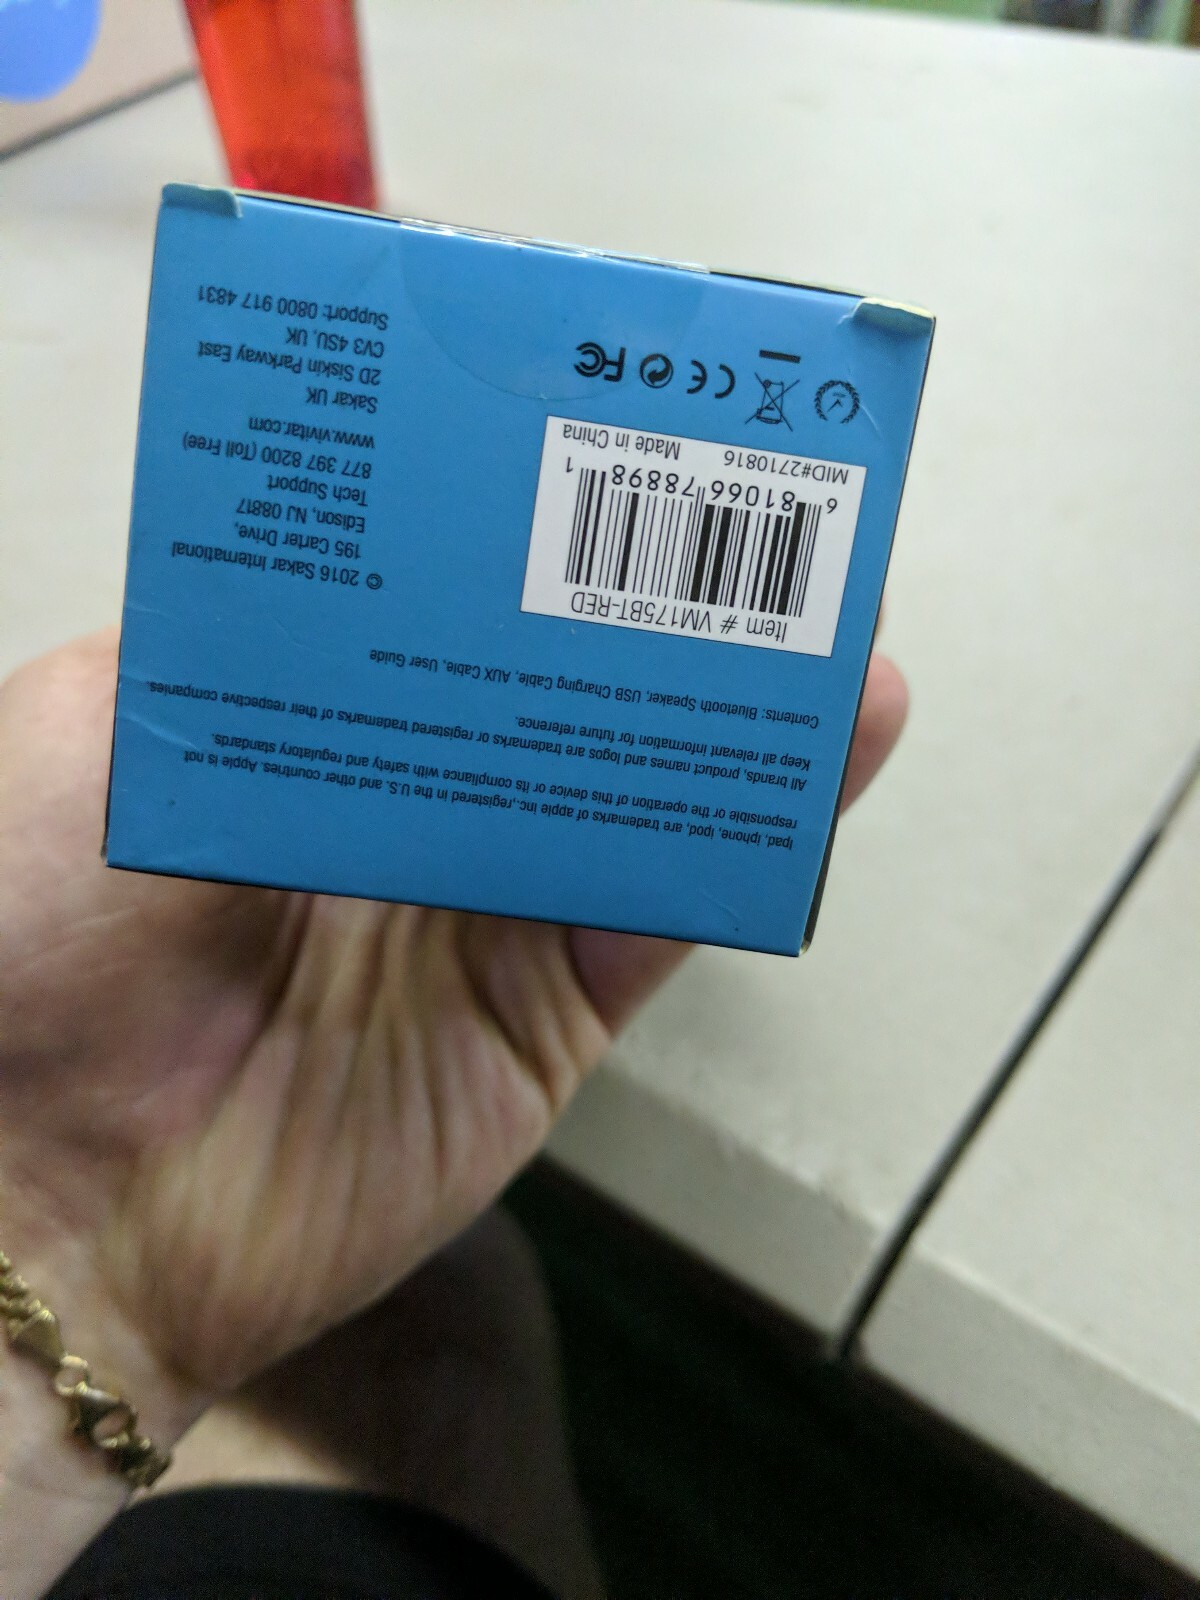 Ipad, iphone, ipod, are trademarks of apple inc.,registered in the U.S. and other countries. Apple is not
responsible for the operation of this device or its compliance with safety and regulatory standards.
All brands, product names and logos are trademarks or registered trademarks of their respective companies.
Keep all relevant information for future reference.
Contents: Bluetooth Speaker, USB Charging Cable, AUX Cable, User Guide
Item # VM175BT-RED
6 81066 78898 1
MID#2710816 Made in China
CE FC
© 2016 Sakar International
195 Carter Drive,
Edison, NJ 08817
Tech Support
877 397 8200 (Toll Free)
www.vivitar.com
Sakar UK
2D Siskin Parkway East
CV3 4SU, UK
Support: 0800 917 4831